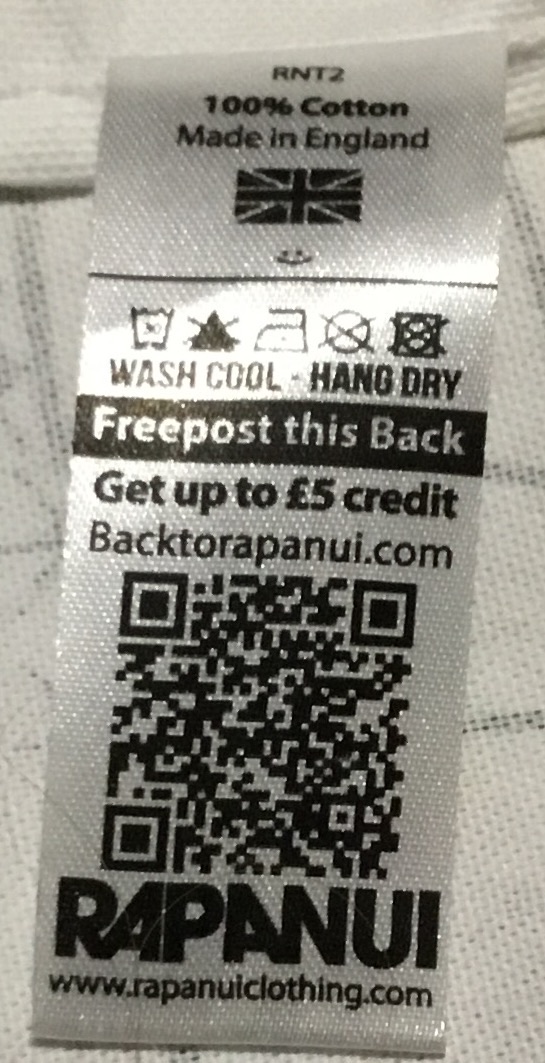 RNT2
100% Cotton
Made in England
WASH COOL - HANG DRY
Freepost this Back
Get up to £5 credit
Backtorapanui.com
RAPANUI
www.rapanuiclothing.com